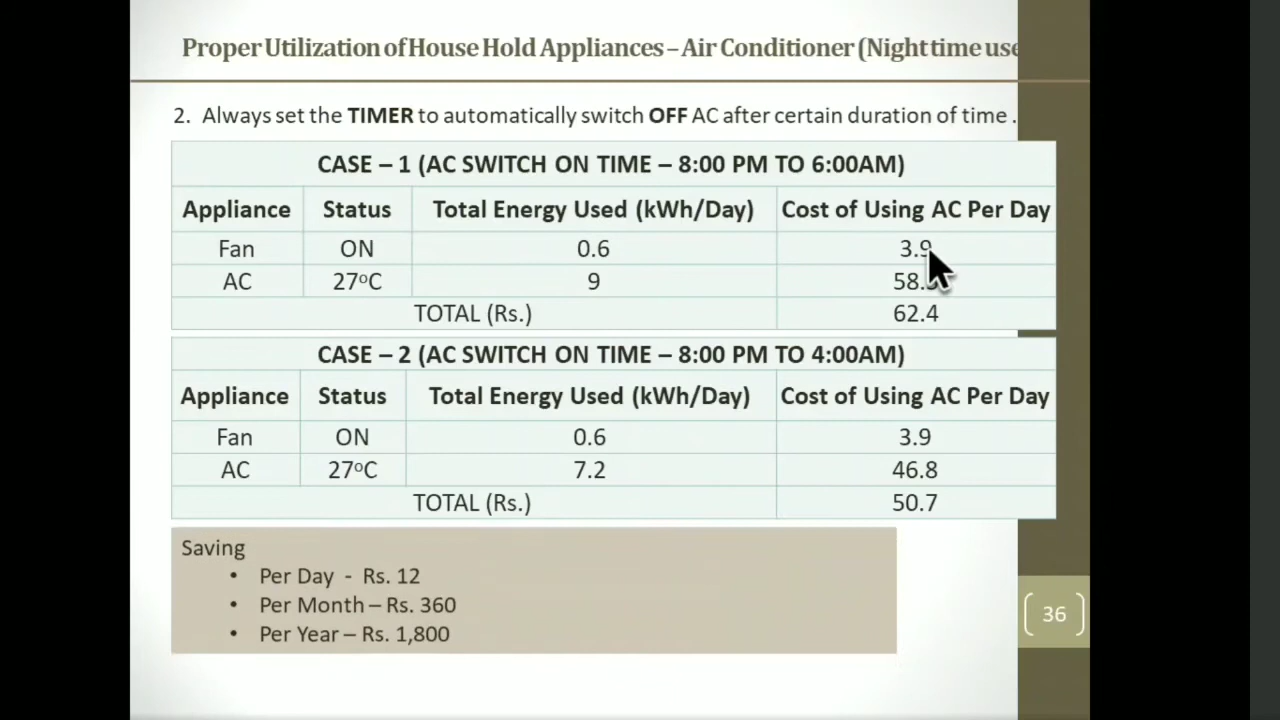 Proper Utilization of House Hold Appliances – Air Conditioner (Night time use
2. Always set the TIMER to automatically switch OFF AC after certain duration of time .
CASE – 1 (AC SWITCH ON TIME – 8:00 PM TO 6:00AM)
Appliance Status Total Energy Used (kWh/Day) Cost of Using AC Per Day
Fan ON 0.6 3.9
AC 27°C 9
TOTAL (Rs.) 62.4
CASE – 2 (AC SWITCH ON TIME – 8:00 PM TO 4:00AM)
Appliance Status Total Energy Used (kWh/Day) Cost of Using AC Per Day
Fan ON 0.6 3.9
AC 27°C 7.2 46.8
TOTAL (Rs.) 50.7
Saving
• Per Day - Rs. 12
• Per Month – Rs. 360
• Per Year – Rs. 1,800
36